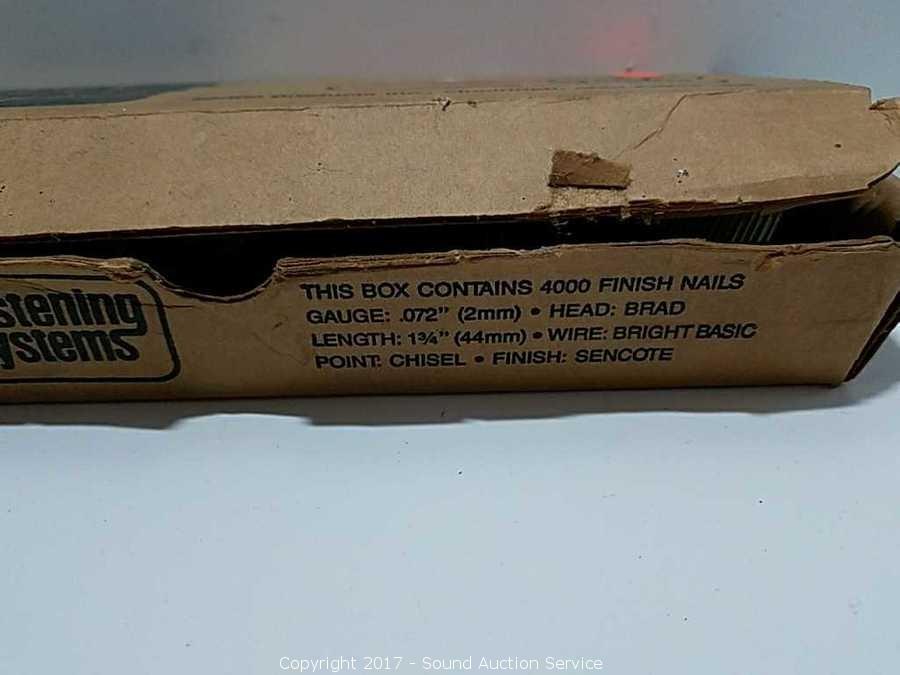 stening
ystems
THIS BOX CONTAINS 4000 FINISH NAILS
GAUGE: .072" (2mm) • HEAD: BRAD
LENGTH: 1¾" (44mm) • WIRE: BRIGHT BASIC
POINT: CHISEL • FINISH: SENCOTE
Copyright 2017 - Sound Auction Service